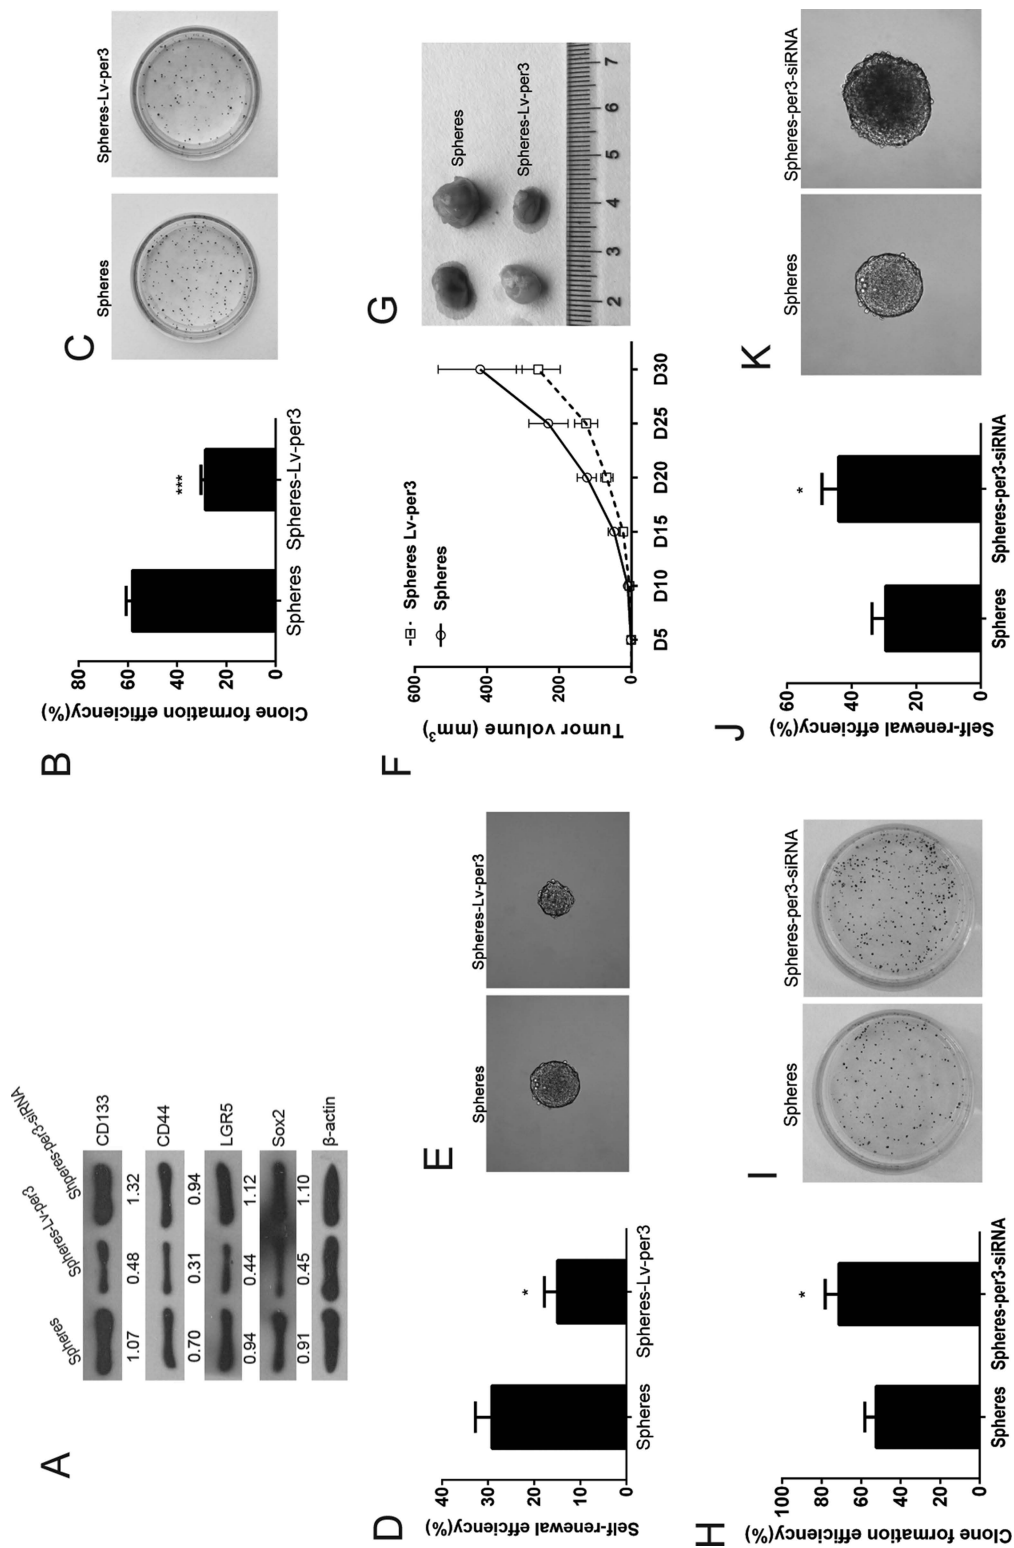 A
Spheres
Spheres-Lv-per3
Shperes-per3-siRNA
CD133
1.07 0.48 1.32
CD44
0.70 0.31 0.94
LGR5
0.94 0.44 1.12
Sox2
0.91 0.45 1.10
β-actin
B
Clone formation efficiency(%)
80
60
40
20
0
***
Spheres Spheres-Lv-per3
C
Spheres Spheres-Lv-per3
D
Self-renewal effciency(%)
40
30
20
10
0
*
Spheres Spheres-Lv-per3
E
Spheres Spheres-Lv-per3
F
Tumor volume (mm3)
600
400
200
0
Spheres Lv-per3
Spheres
D5 D10 D15 D20 D25 D30
G
Spheres
Spheres-Lv-per3
2 3 4 5 6 7
H
Clone formation efficiency(%)
100
80
60
40
20
0
*
Spheres Spheres-per3-siRNA
I
Spheres Spheres-per3-siRNA
J
Self-renewal effciency(%)
60
40
20
0
*
Spheres Spheres-per3-siRNA
K
Spheres Spheres-per3-siRNA